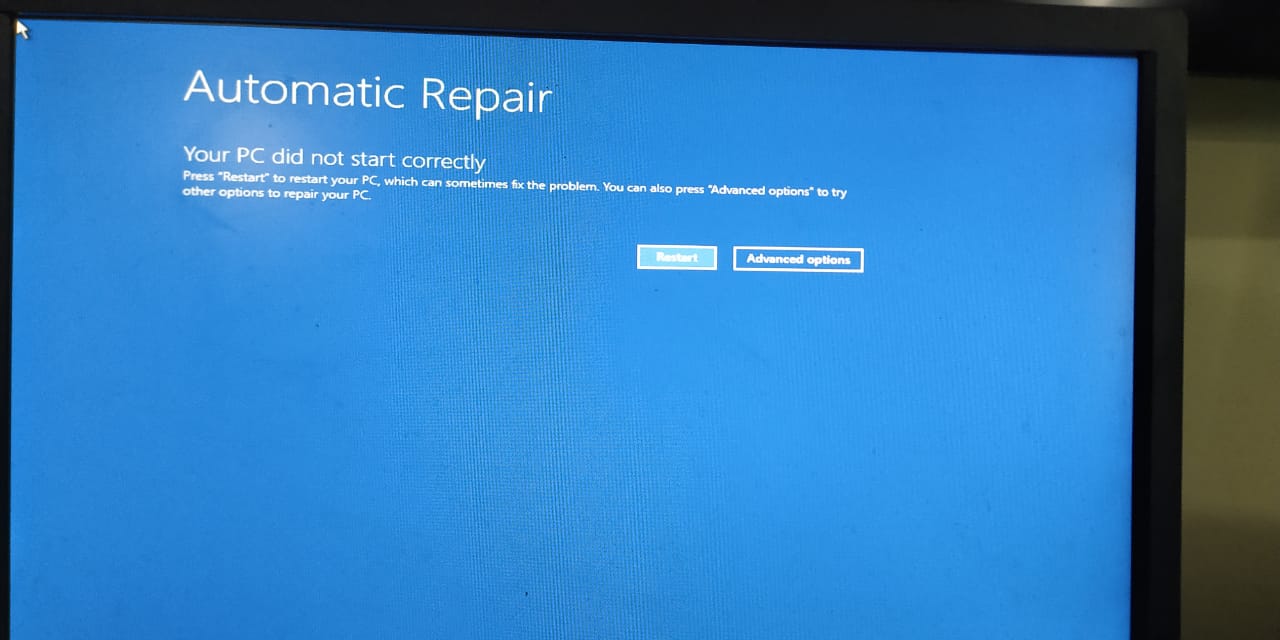 Automatic Repair
Your PC did not start correctly
Press "Restart" to restart your PC, which can sometimes fix the problem. You can also press "Advanced options" to try
other options to repair your PC.
Restart
Advanced options